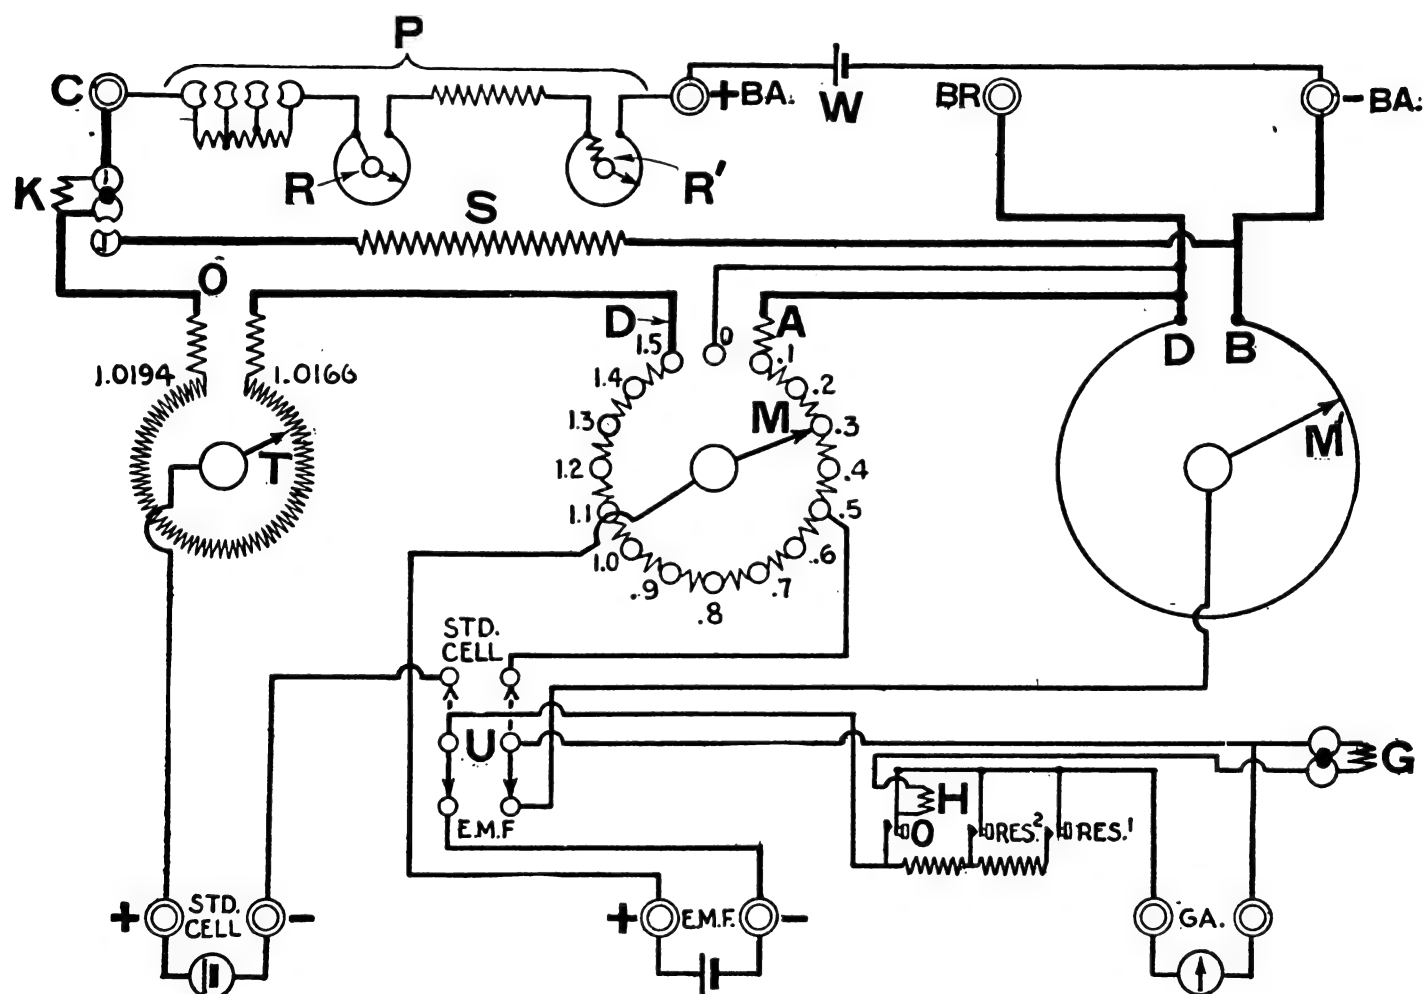 P
C
+BA.
W
BR
-BA.
K
R
R'
S
O
D
1.5
0
A
.1
D B
1.0194
1.0166
1.4
.2
1.3
M
.3
M'
T
1.2
.4
1.1
.5
1.0
.6
.9
.7
.8
STD.
CELL
U
G
H
E.M.F
O
RES.²
RES.¹
+ STD. -
CELL
+ E.M.F. -
GA.